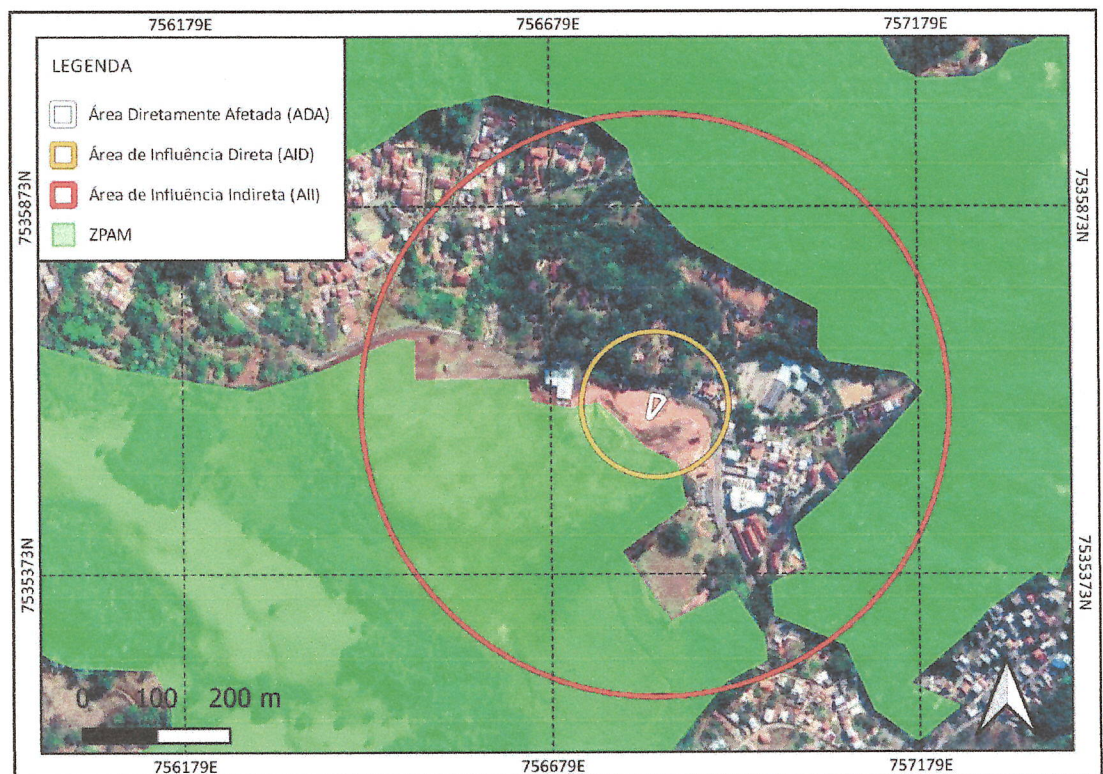 756179E 756679E 757179E
LEGENDA
Área Diretamente Afetada (ADA)
Área de Influência Direta (AID)
Área de Influência Indireta (AII)
ZPAM
7535873N 7535873N
7535373N 7535373N
0 100 200 m
756179E 756679E 757179E